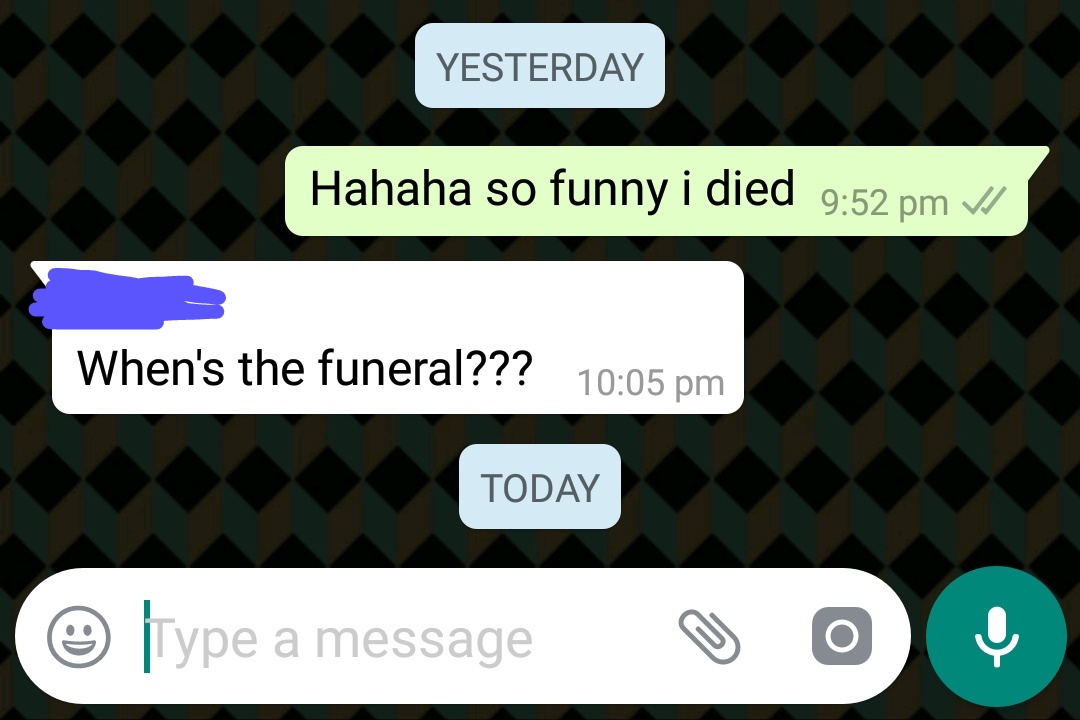 YESTERDAY
Hahaha so funny i died 9:52 pm
When's the funeral??? 10:05 pm
TODAY
Type a message